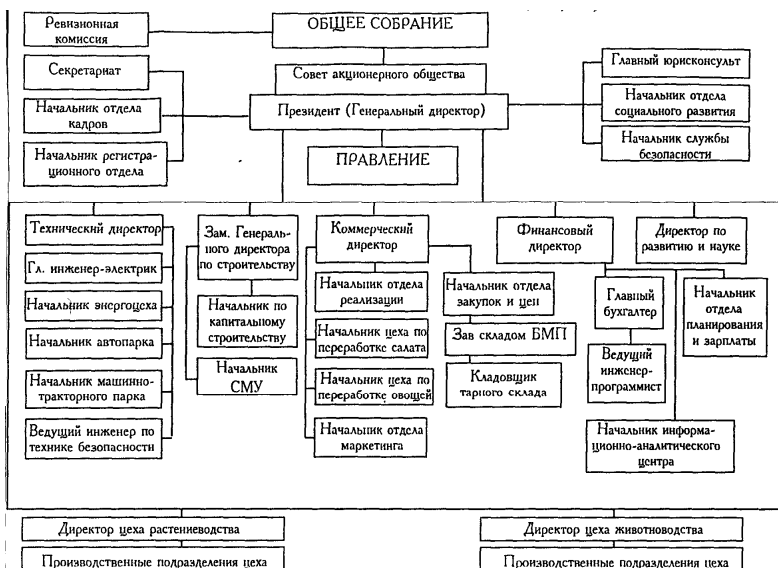 Ревизионная
комиссия
ОБЩЕЕ СОБРАНИЕ
Секретариат
Совет акционерного общества
Главный юрисконсульт
Начальник отдела
кадров
Президент (Генеральный директор)
Начальник отдела
социального развития
Начальник регистра-
ционного отдела
ПРАВЛЕНИЕ
Начальник службы
безопасности
Технический директор
Гл. инженер-электрик
Начальник энергоцеха
Начальник автопарка
Начальник машинно-
тракторного парка
Ведущий инженер по
технике безопасности
Зам. Генераль-
ного директора
по строительству
Начальник по
капитальному
строительству
Начальник
СМУ
Коммерческий
директор
Начальник отдела
реализации
Начальник цеха по
переработке салата
Начальник цеха по
переработке овощей
Начальник отдела
маркетинга
Начальник отдела
закупок и цен
Зав складом БМП
Кладовщик
тарного склада
Финансовый
директор
Главный
бухгалтер
Ведущий
инженер-
программист
Начальник информа-
ционно-аналитического
центра
Директор по
развитию и науке
Начальник
отдела
планирования
и зарплаты
Директор цеха растениеводства
Производственные подразделения цеха
Директор цеха животноводства
Производственные подразделения цеха